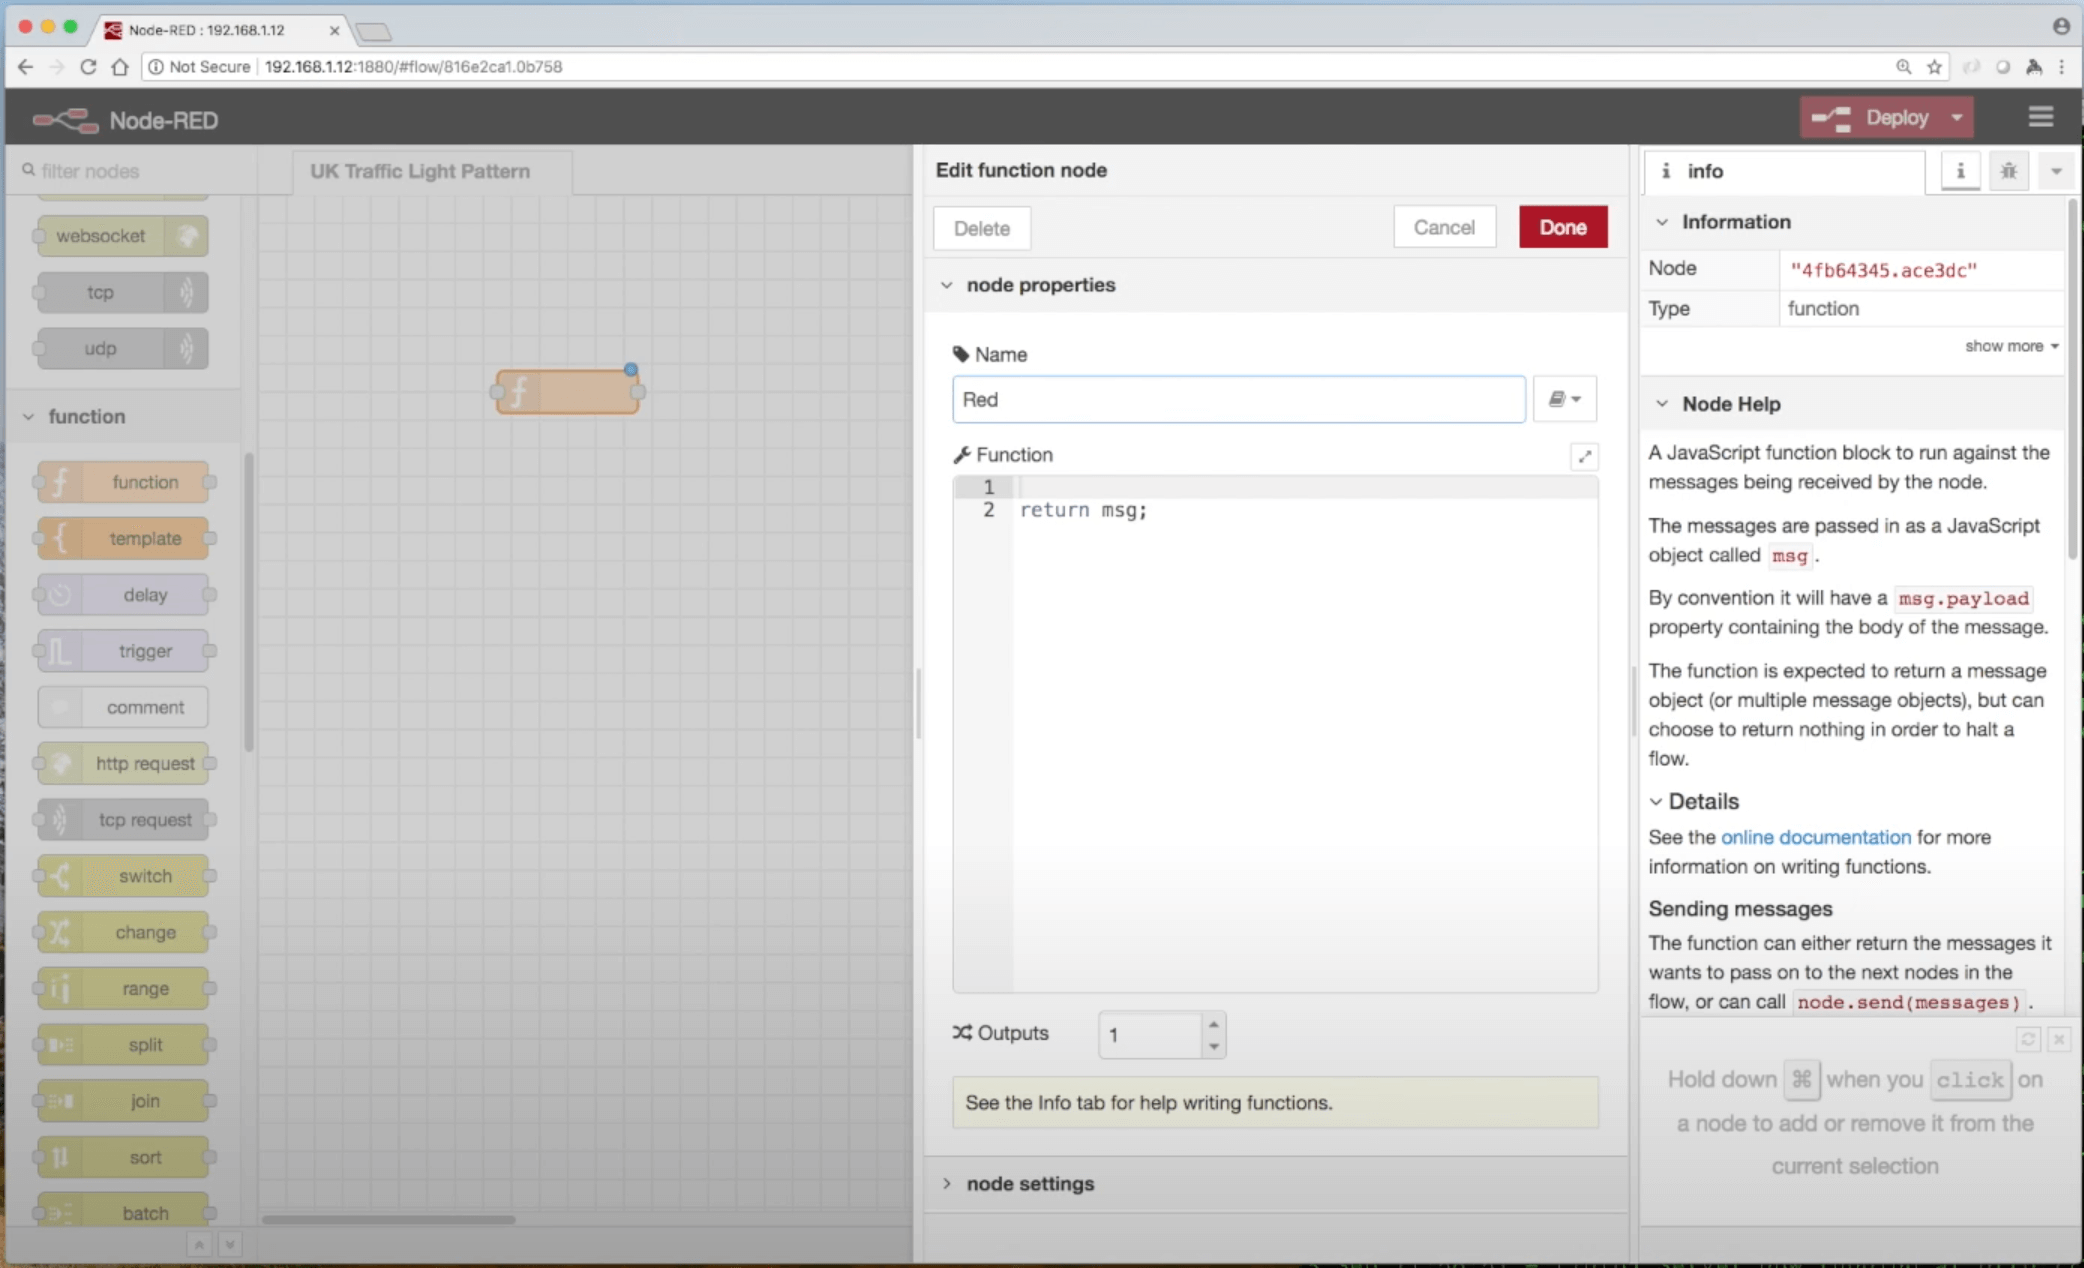 Node-RED : 192.168.1.12
Not Secure
192.168.1.12:1880/#flow/816e2ca1.0b758
Node-RED
Deploy
filter nodes
websocket
tcp
udp
function
function
template
delay
trigger
comment
http request
tcp request
switch
change
range
split
join
sort
batch
UK Traffic Light Pattern
Edit function node
Delete
Cancel
Done
node properties
Name
Red
Function
1
2 return msg;
Outputs
1
See the Info tab for help writing functions.
node settings
info
Information
Node "4fb64345.ace3dc"
Type function
show more
Node Help
A JavaScript function block to run against the
messages being received by the node.
The messages are passed in as a JavaScript
object called msg .
By convention it will have a msg.payload
property containing the body of the message.
The function is expected to return a message
object (or multiple message objects), but can
choose to return nothing in order to halt a
flow.
Details
See the online documentation for more
information on writing functions.
Sending messages
The function can either return the messages it
wants to pass on to the next nodes in the
flow, or can call node.send(messages) .
Hold down ⌘ when you click on
a node to add or remove it from the
current selection